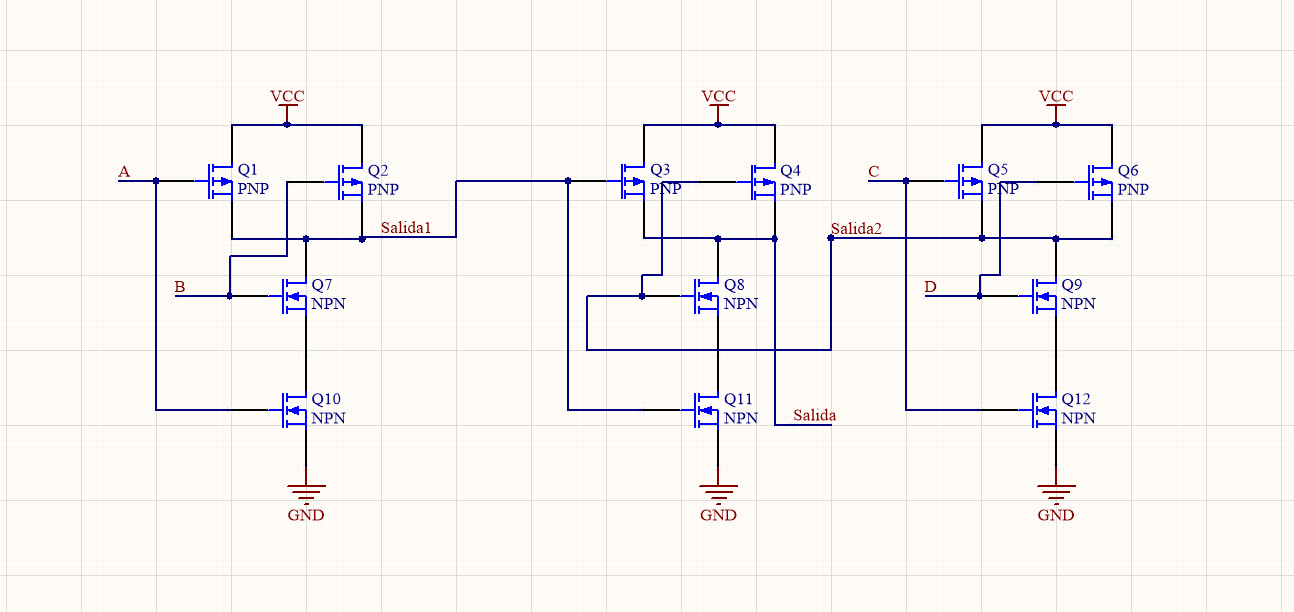 VCC
VCC
VCC
A
Q1
PNP
Q2
PNP
Q3
PNP
Q4
PNP
C
Q5
PNP
Q6
PNP
Salida1
Salida2
B
Q7
NPN
Q8
NPN
D
Q9
NPN
Q10
NPN
Q11
NPN
Salida
Q12
NPN
GND
GND
GND